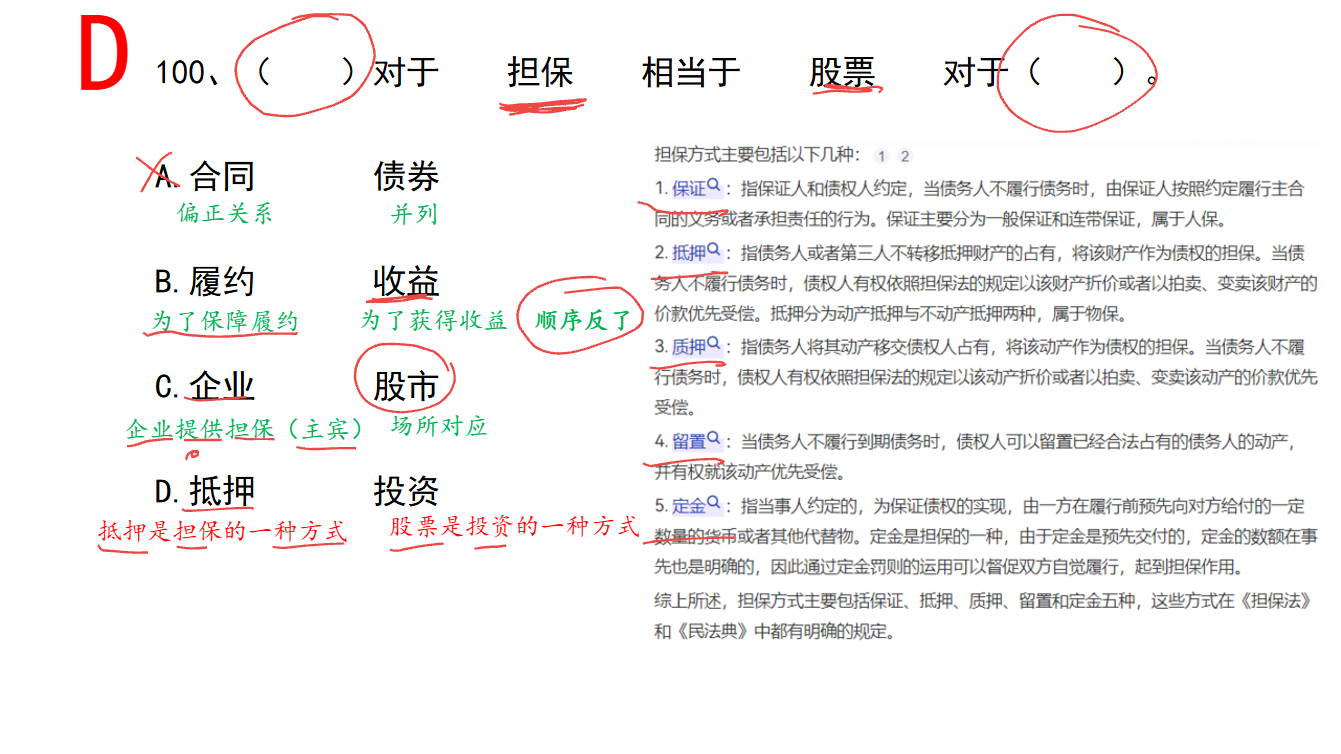 D
100、（ ）对于 担保 相当于 股票 对于（ ）。
A. 合同 债券
偏正关系 并列
B. 履约 收益
为了保障履约 为了获得收益 顺序反了
C. 企业 股市
企业提供担保（主宾） 场所对应
D. 抵押 投资
抵押是担保的一种方式 股票是投资的一种方式
担保方式主要包括以下几种： 1 2
1. 保证：指保证人和债权人约定，当债务人不履行债务时，由保证人按照约定履行主合
同的义务或者承担责任的行为。保证主要分为一般保证和连带保证，属于人保。
2. 抵押：指债务人或者第三人不转移抵押财产的占有，将该财产作为债权的担保。当债
务人不履行债务时，债权人有权依照担保法的规定以该财产折价或者以拍卖、变卖该财产的
价款优先受偿。抵押分为动产抵押与不动产抵押两种，属于物保。
3. 质押：指债务人将其动产移交债权人占有，将该动产作为债权的担保。当债务人不履
行债务时，债权人有权依照担保法的规定以该动产折价或者以拍卖、变卖该动产的价款优先
受偿。
4. 留置：当债务人不履行到期债务时，债权人可以留置已经合法占有的债务人的动产，
并有权就该动产优先受偿。
5. 定金：指当事人约定的，为保证债权的实现，由一方在履行前预先向对方给付的一定
数量的货币或者其他代替物。定金是担保的一种，由于定金是预先交付的，定金的数额在事
先也是明确的，因此通过定金罚则的运用可以督促双方自觉履行，起到担保作用。
综上所述，担保方式主要包括保证、抵押、质押、留置和定金五种，这些方式在《担保法》
和《民法典》中都有明确的规定。